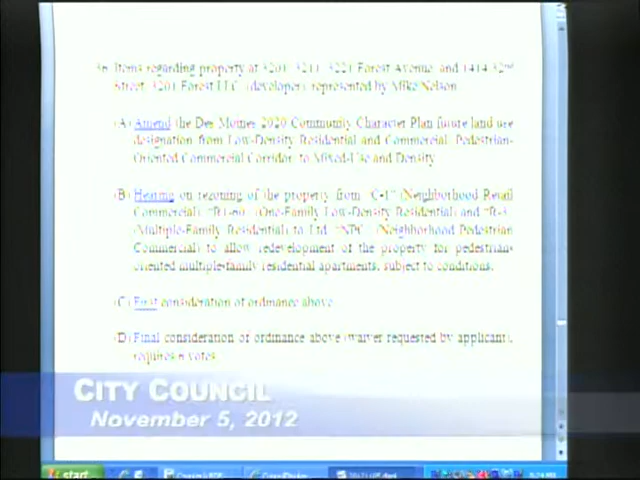 36. Items regarding property at 3201, 3211, 3221 Forest Avenue, and 1414 32nd
Street, 3201 Forest LLC (developer), represented by Mike Nelson.
(A) Amend the Des Moines 2020 Community Character Plan future land use
designation from Low-Density Residential and Commercial: Pedestrian-
Oriented Commercial Corridor, to Mixed-Use and Density.
(B) Hearing on rezoning of the property from "C-1" (Neighborhood Retail
Commercial), "R1-60" (One-Family Low-Density Residential) and "R-3"
(Multiple-Family Residential) to Ltd. "NPC" (Neighborhood Pedestrian
Commercial) to allow redevelopment of the property for pedestrian-
oriented multiple-family residential apartments, subject to conditions.
(C) First consideration of ordinance above.
(D) Final consideration of ordinance above (waiver requested by applicant),
requires 6 votes.
CITY COUNCIL
November 5, 2012
start